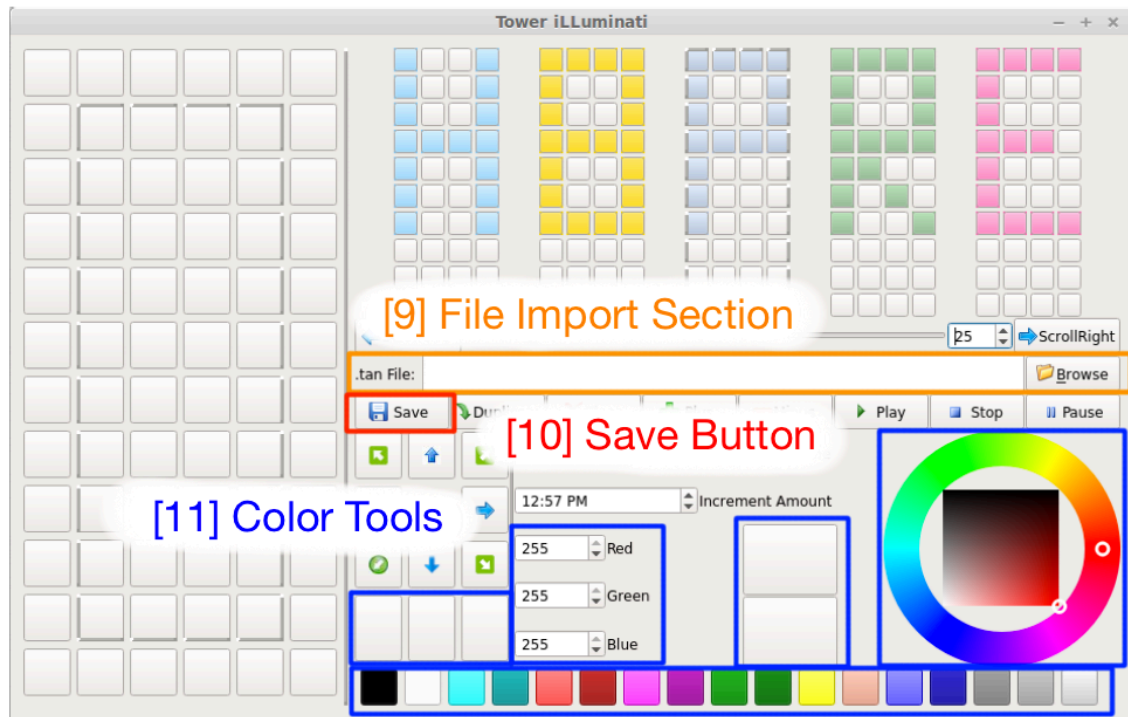 Tower iLLuminati
[9] File Import Section
25
ScrollRight
.tan File:
Browse
Save
Play
Stop
Pause
[10] Save Button
[11] Color Tools
12:57 PM
Increment Amount
255
Red
255
Green
255
Blue